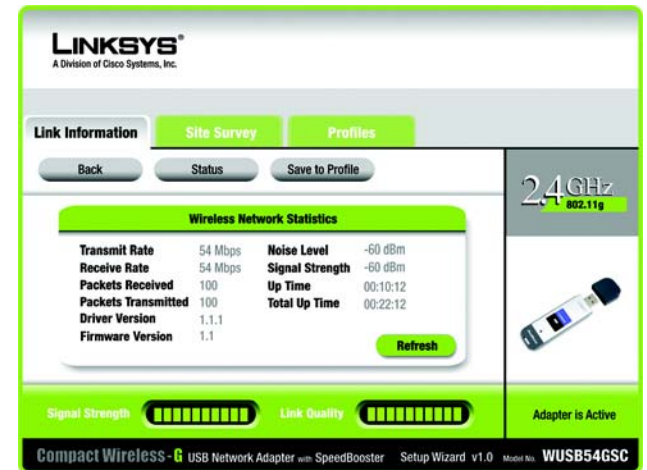 LINKSYS®
A Division of Cisco Systems, Inc.
Link Information Site Survey Profiles
Back Status Save to Profile
2.4GHz
802.11g
Wireless Network Statistics
Transmit Rate 54 Mbps Noise Level -60 dBm
Receive Rate 54 Mbps Signal Strength -60 dBm
Packets Received 100 Up Time 00:10:12
Packets Transmitted 100 Total Up Time 00:22:12
Driver Version 1.1.1
Firmware Version 1.1
Refresh
Signal Strength Link Quality Adapter is Active
Compact Wireless-G USB Network Adapter with SpeedBooster Setup Wizard v1.0 Model No. WUSB54GSC